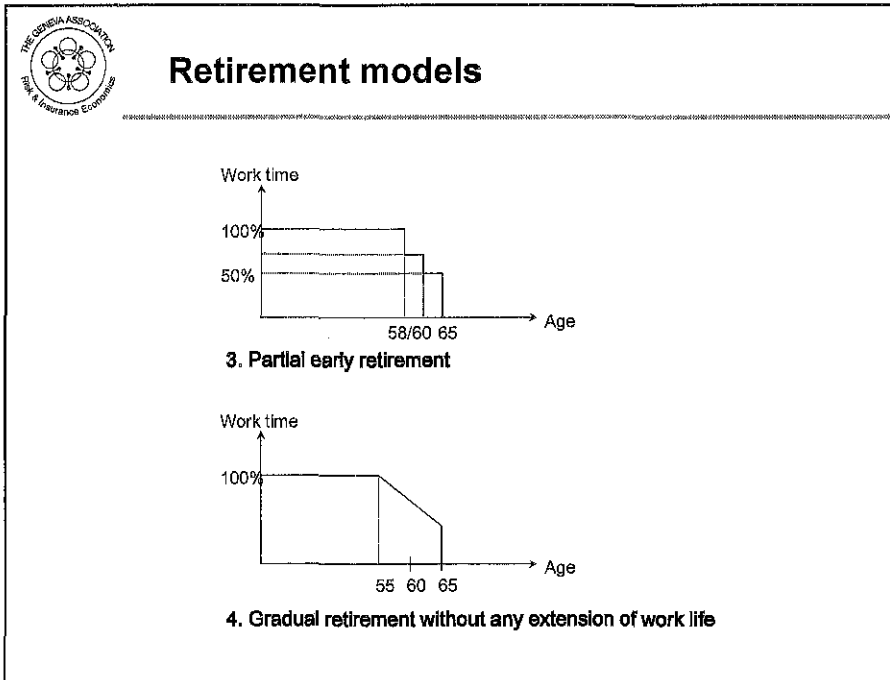 THE GENEVA ASSOCIATION
Risk & Insurance Economics
Retirement models
Work time
100%
50%
58/60 65
Age
3. Partial early retirement
Work time
100%
55 60 65
Age
4. Gradual retirement without any extension of work life